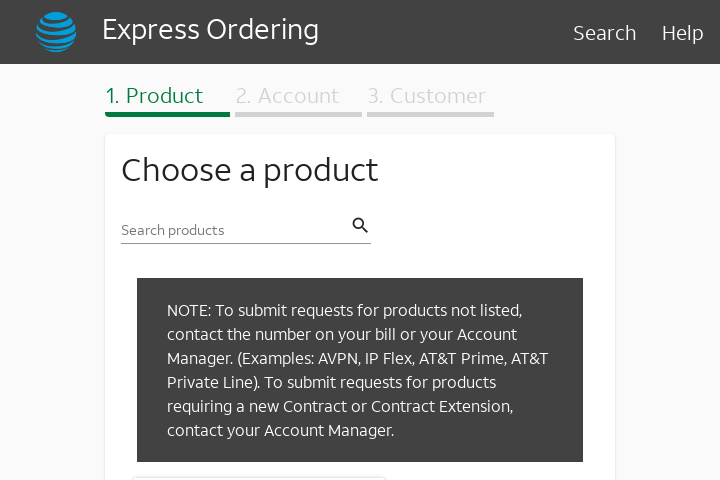 Express Ordering
Search
Help
1. Product
2. Account
3. Customer
Choose a product
Search products
NOTE: To submit requests for products not listed,
contact the number on your bill or your Account
Manager. (Examples: AVPN, IP Flex, AT&T Prime, AT&T
Private Line). To submit requests for products
requiring a new Contract or Contract Extension,
contact your Account Manager.